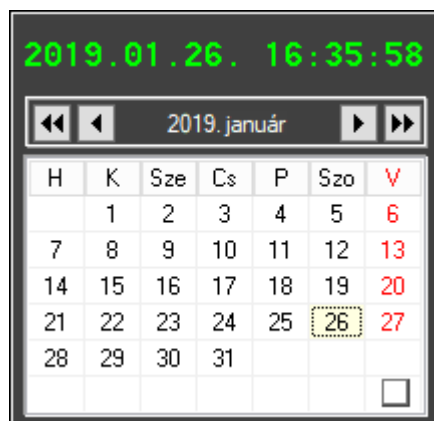 2019.01.26. 16:35:58
2019. január
H K Sze Cs P Szo V
1 2 3 4 5 6
7 8 9 10 11 12 13
14 15 16 17 18 19 20
21 22 23 24 25 26 27
28 29 30 31